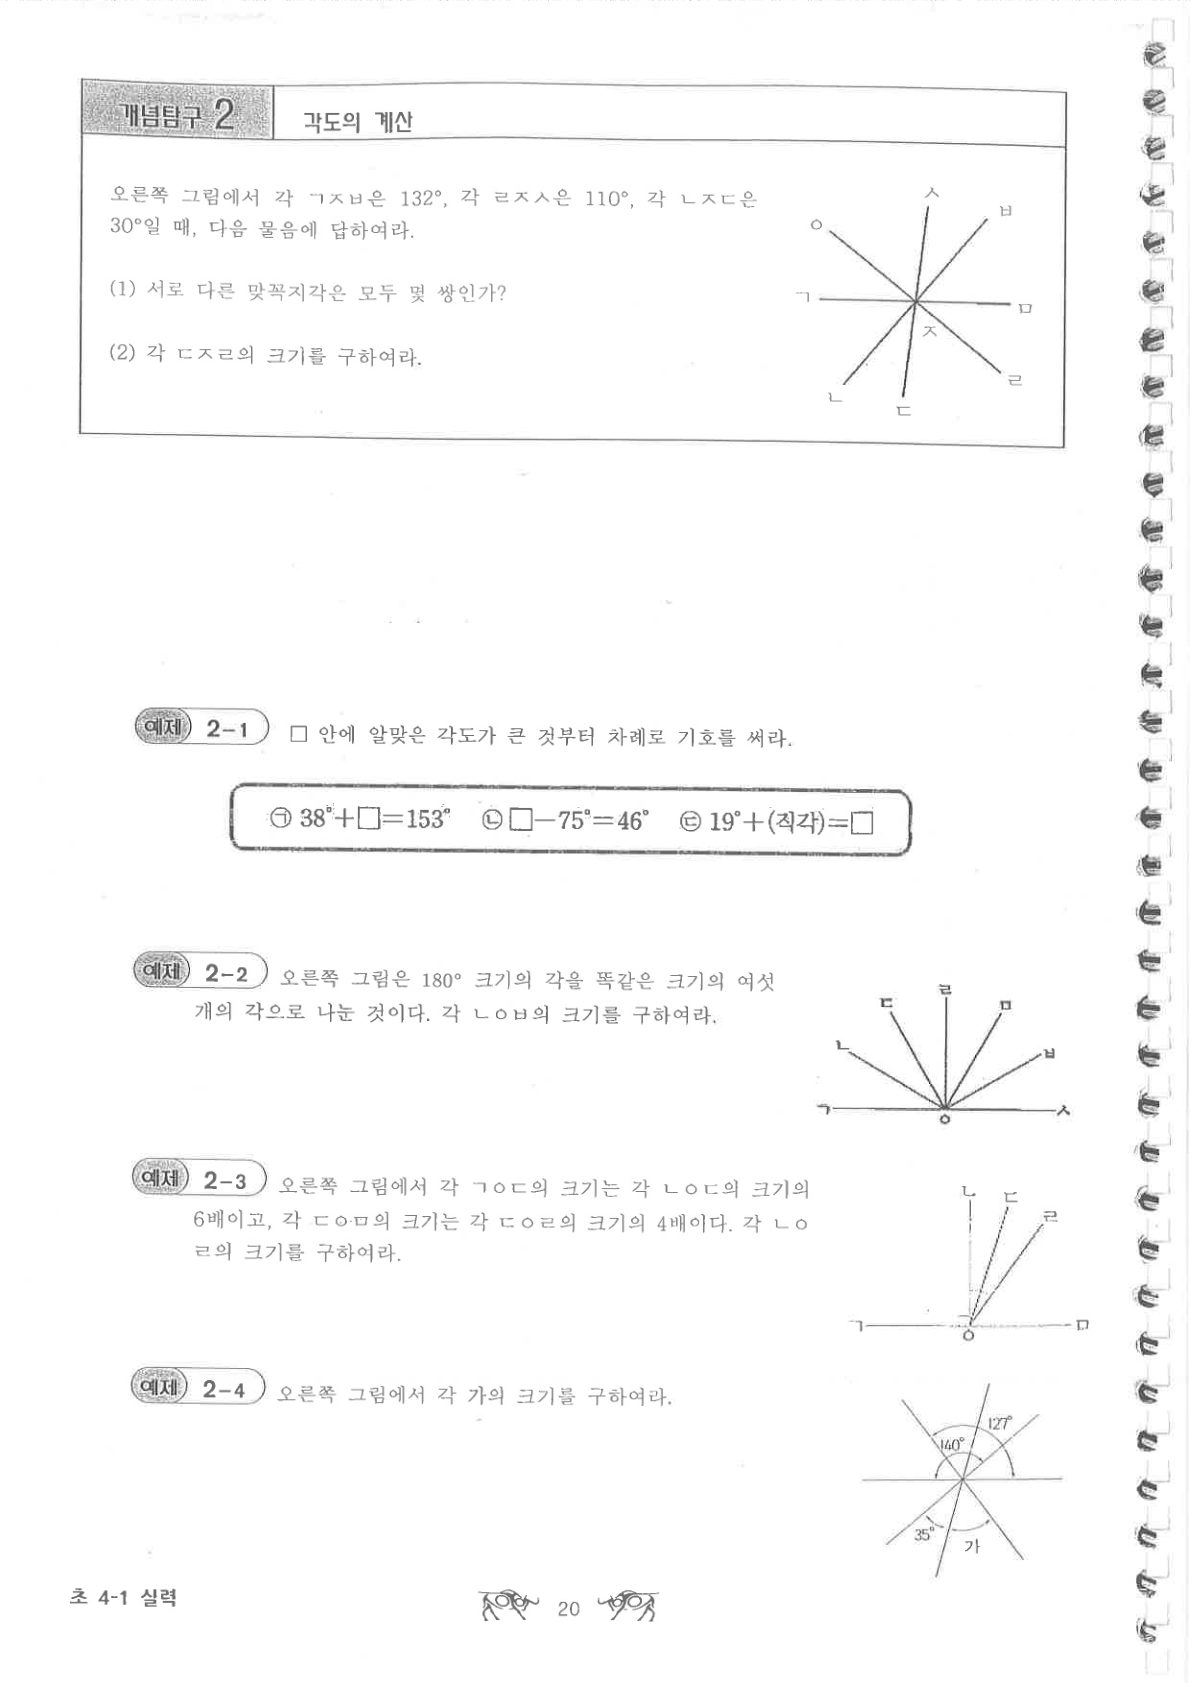 개념탐구 2
각도의 계산
오른쪽 그림에서 각 ㄱㅈㅂ은 132°, 각 ㄹㅈㅅ은 110°, 각 ㄴㅈㄷ은
30°일 때, 다음 물음에 답하여라.
(1) 서로 다른 맞꼭지각은 모두 몇 쌍인가?
(2) 각 ㄷㅈㄹ의 크기를 구하여라.
ㅅ
ㅂ
ㅇ
ㄱ
ㅁ
ㅈ
ㄹ
ㄴ
ㄷ
예제 2-1 □ 안에 알맞은 각도가 큰 것부터 차례로 기호를 써라.
㉠ 38°+□=153° ㉡ □-75°=46° ㉢ 19°+(직각)=□
예제 2-2 오른쪽 그림은 180° 크기의 각을 똑같은 크기의 여섯
개의 각으로 나눈 것이다. 각 ㄴㅇㅂ의 크기를 구하여라.
ㄹ
ㄷ
ㅁ
ㄴ
ㅂ
ㄱ
ㅅ
ㅇ
예제 2-3 오른쪽 그림에서 각 ㄱㅇㄷ의 크기는 각 ㄴㅇㄷ의 크기의
6배이고, 각 ㄷㅇㅁ의 크기는 각 ㄷㅇㄹ의 크기의 4배이다. 각 ㄴㅇ
ㄹ의 크기를 구하여라.
ㄴ
ㄷ
ㄹ
ㄱ
ㅁ
ㅇ
예제 2-4 오른쪽 그림에서 각 가의 크기를 구하여라.
127°
140°
35°
가
초 4-1 실력
20